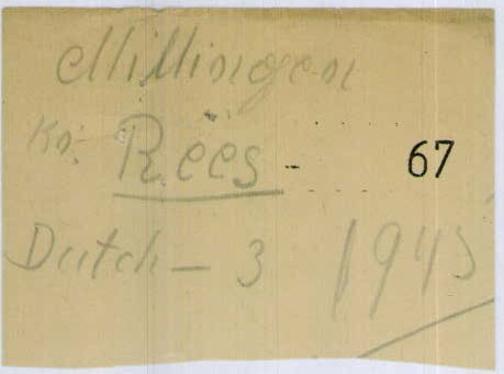 Millingen
Kr. Rees - 67
Dutch - 3 1945